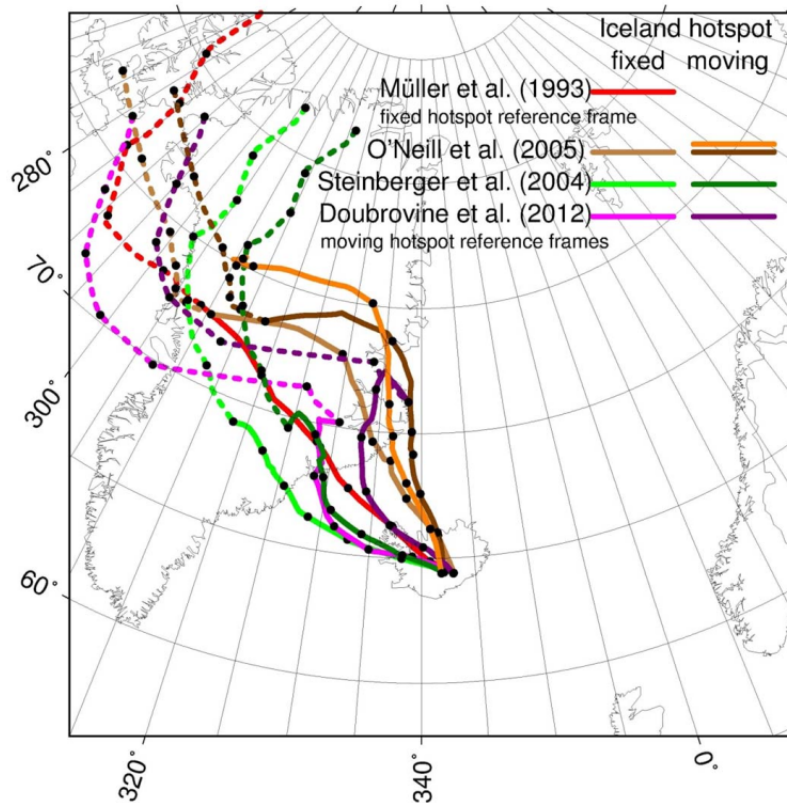 Iceland hotspot
fixed moving
Müller et al. (1993)
fixed hotspot reference frame
O'Neill et al. (2005)
Steinberger et al. (2004)
Doubrovine et al. (2012)
moving hotspot reference frames
280°
70°
300°
60°
320°
340°
0°